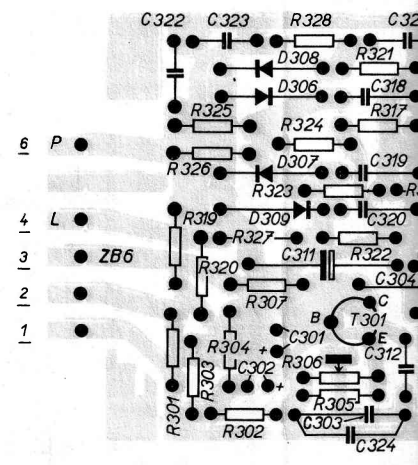 C322 C323 R328 C32
D308 R321
D306 C318
R325 R324 R317
6 P
R326 D307 C319
R323 R
4 L R319 D309 C320
R327 C311 R322
3 ZB6
R320 C304
2 R307
B C T301
1 C301 E
R304 + R306 C312
C302 +
R301 R303 R305
R302 C303
C324